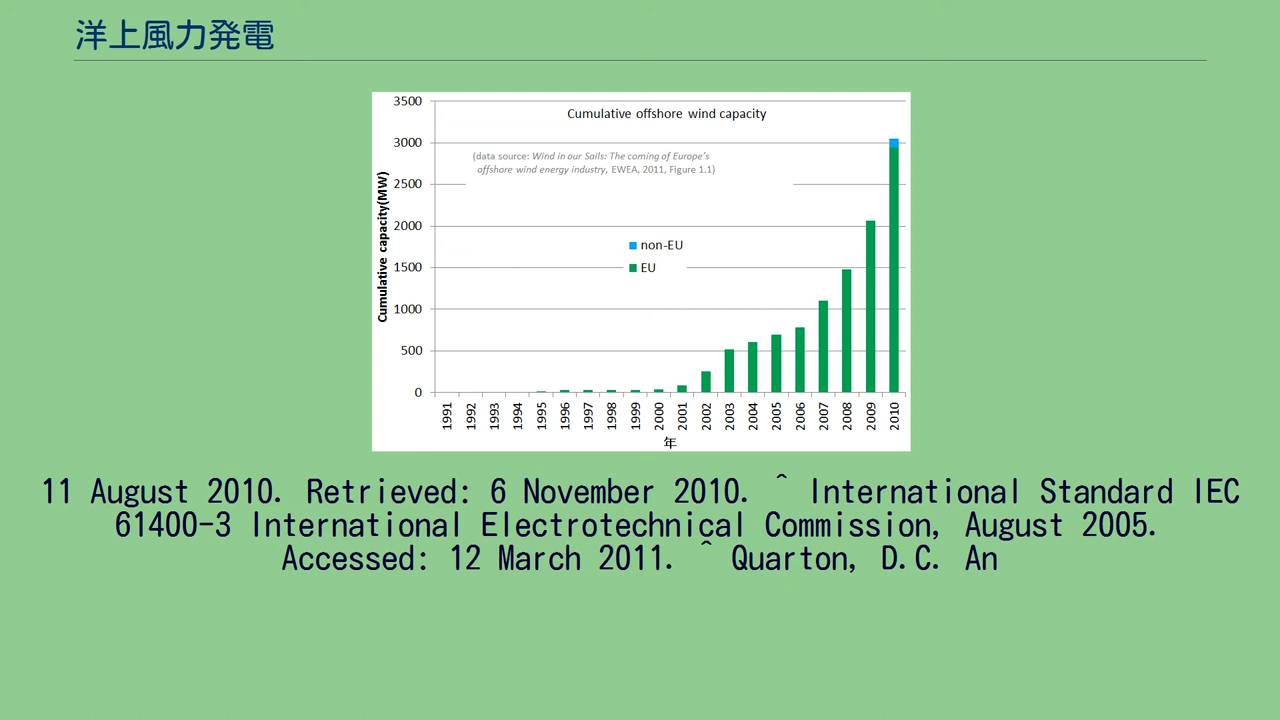 洋上風力発電
Cumulative offshore wind capacity
(data source: Wind in our Sails: The coming of Europe's
offshore wind energy industry, EWEA, 2011, Figure 1.1)
Cumulative capacity(MW)
3500
3000
2500
2000
1500
1000
500
0
non-EU
EU
1991 1992 1993 1994 1995 1996 1997 1998 1999 2000 2001 2002 2003 2004 2005 2006 2007 2008 2009 2010
年
11 August 2010. Retrieved: 6 November 2010. ^ International Standard IEC
61400-3 International Electrotechnical Commission, August 2005.
Accessed: 12 March 2011. ^ Quarton, D.C. An